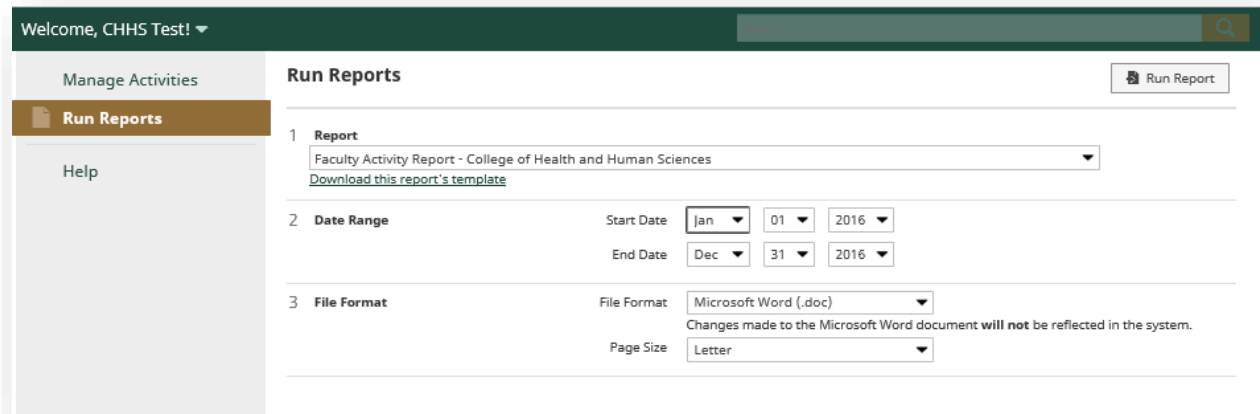 Welcome, CHHS Test!
Manage Activities
Run Reports
Help
Run Reports
Run Report
1 Report
Faculty Activity Report - College of Health and Human Sciences
Download this report's template
2 Date Range
Start Date Jan 01 2016
End Date Dec 31 2016
3 File Format
File Format Microsoft Word (.doc)
Changes made to the Microsoft Word document will not be reflected in the system.
Page Size Letter